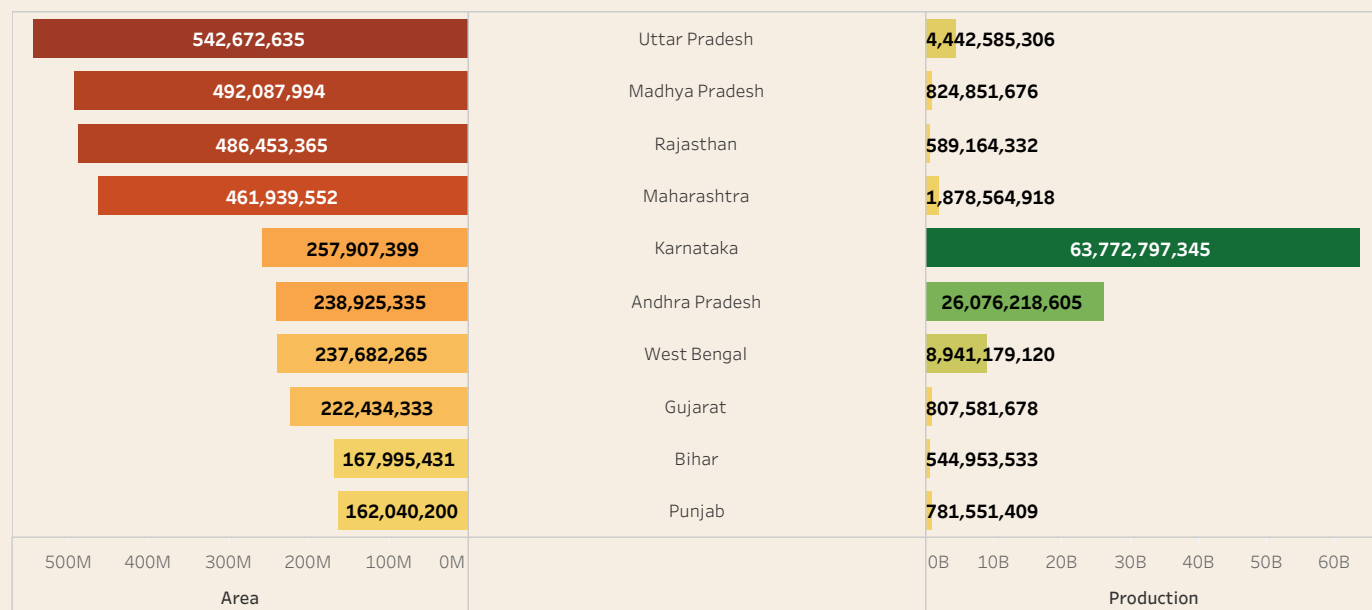 542,672,635 Uttar Pradesh 4,442,585,306
492,087,994 Madhya Pradesh 824,851,676
486,453,365 Rajasthan 589,164,332
461,939,552 Maharashtra 1,878,564,918
257,907,399 Karnataka 63,772,797,345
238,925,335 Andhra Pradesh 26,076,218,605
237,682,265 West Bengal 8,941,179,120
222,434,333 Gujarat 807,581,678
167,995,431 Bihar 544,953,533
162,040,200 Punjab 781,551,409
500M 400M 300M 200M 100M 0M 0B 10B 20B 30B 40B 50B 60B
Area Production